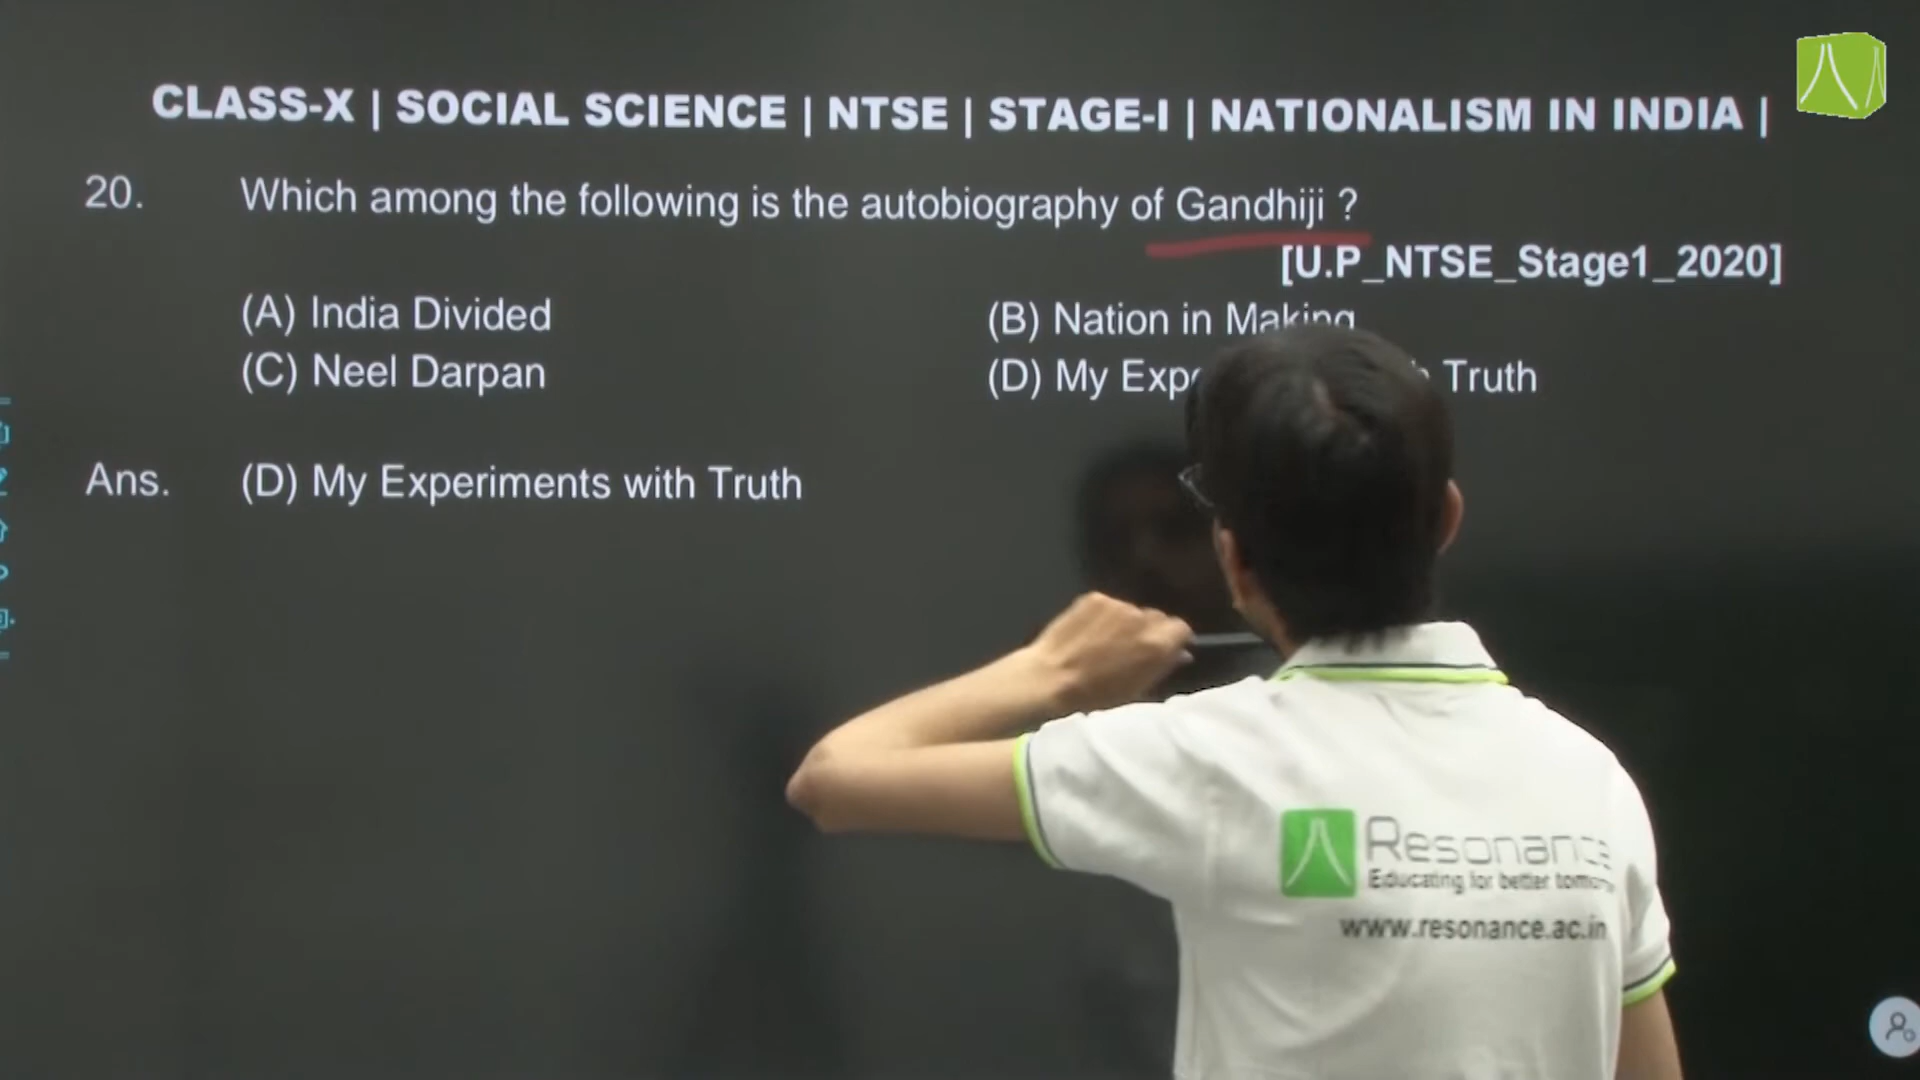 CLASS-X | SOCIAL SCIENCE | NTSE | STAGE-I | NATIONALISM IN INDIA |
20. Which among the following is the autobiography of Gandhiji ?
[U.P_NTSE_Stage1_2020]
(A) India Divided (B) Nation in Making
(C) Neel Darpan (D) My Truth
Ans. (D) My Experiments with Truth
Resonance
Educating for better
www.resonance.ac.in